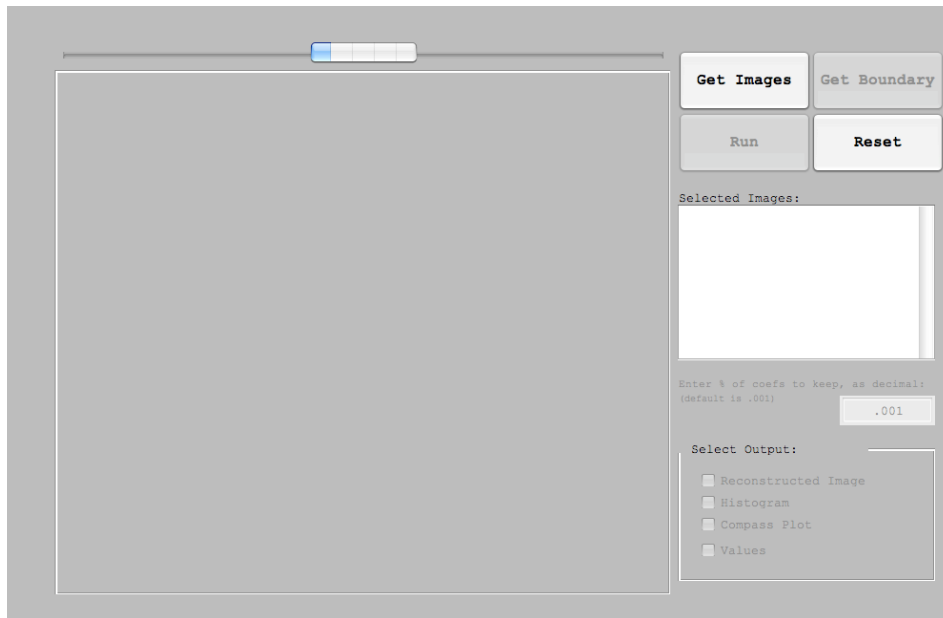 Get Images
Get Boundary
Run
Reset
Selected Images:
Enter % of coefs to keep, as decimal:
(default is .001)
.001
Select Output:
Reconstructed Image
Histogram
Compass Plot
Values